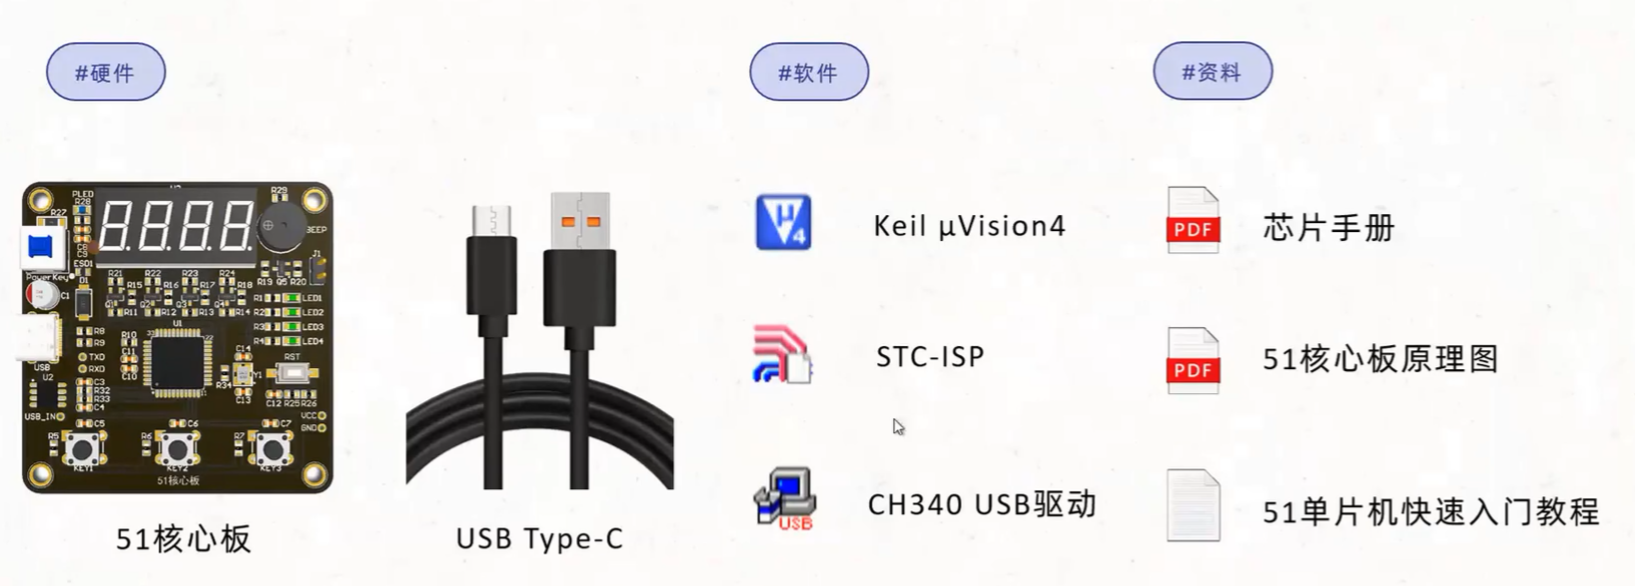 #硬件
#软件
#资料
PLED
R28
R27
C8
C9
ESD1
D1
PowerKey
C1
R29
BEEP
J1
R19 Q5 R20
R21 R22 R23 R24
R15 R16 R17 R18
Q1 Q2 Q3 Q4
R11 R12 R13 R14
R1 LED1
R2 LED2
R3 LED3
R4 LED4
U1
R8
R9
R10
C11
C10
TXD
RXD
USB
U2
C3
R32
R33
C4
USB_IN
C14
Y1
R34
C13
RST
C12 R25 R26
VCC
GND
R5 C5 R6 C6 R7 C7
KEY1 KEY2 KEY3
51核心板
51核心板
USB Type-C
μ
4
Keil μVision4
STC-ISP
USB
CH340 USB驱动
PDF
芯片手册
PDF
51核心板原理图
51单片机快速入门教程